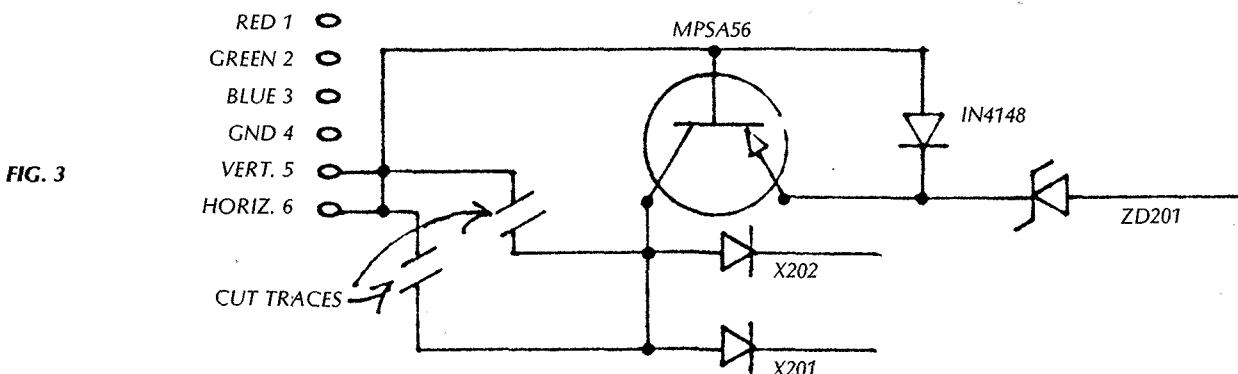 RED 1
MPSA56
GREEN 2
BLUE 3
IN4148
GND 4
FIG. 3
VERT. 5
HORIZ. 6
ZD201
X202
CUT TRACES
X201